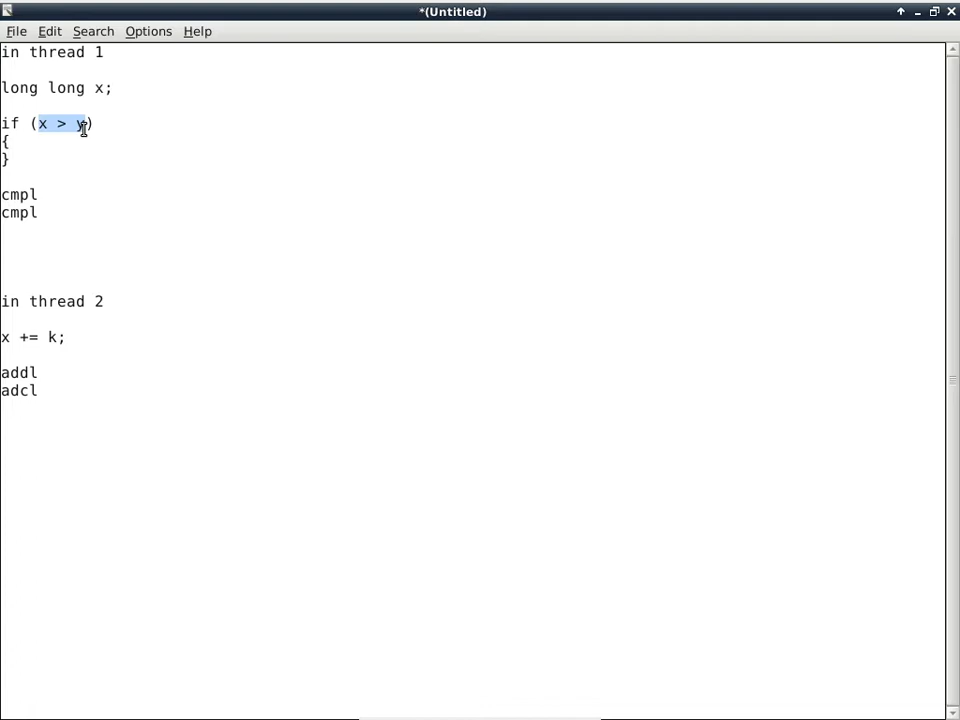 *(Untitled)
File Edit Search Options Help
in thread 1
long long x;
if (x > y)
{
}
cmpl
cmpl
in thread 2
x += k;
addl
adcl